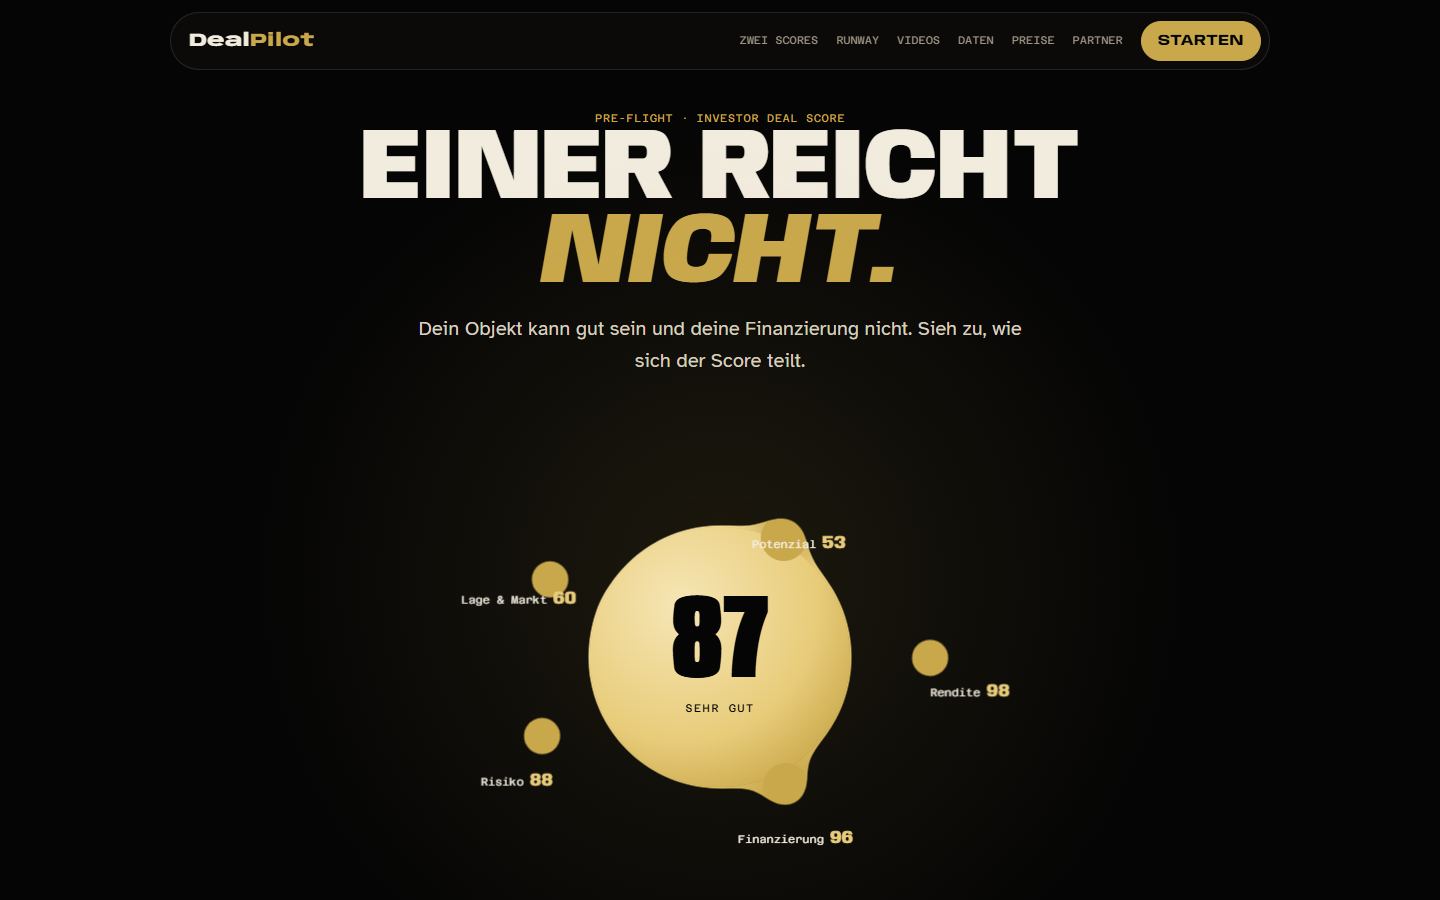 DealPilot
ZWEI SCORES RUNWAY VIDEOS DATEN PREISE PARTNER STARTEN
PRE-FLIGHT · INVESTOR DEAL SCORE
EINER REICHT
NICHT.
Dein Objekt kann gut sein und deine Finanzierung nicht. Sieh zu, wie
sich der Score teilt.
Potenzial 53
Lage & Markt 60
87
SEHR GUT
Rendite 98
Risiko 88
Finanzierung 96